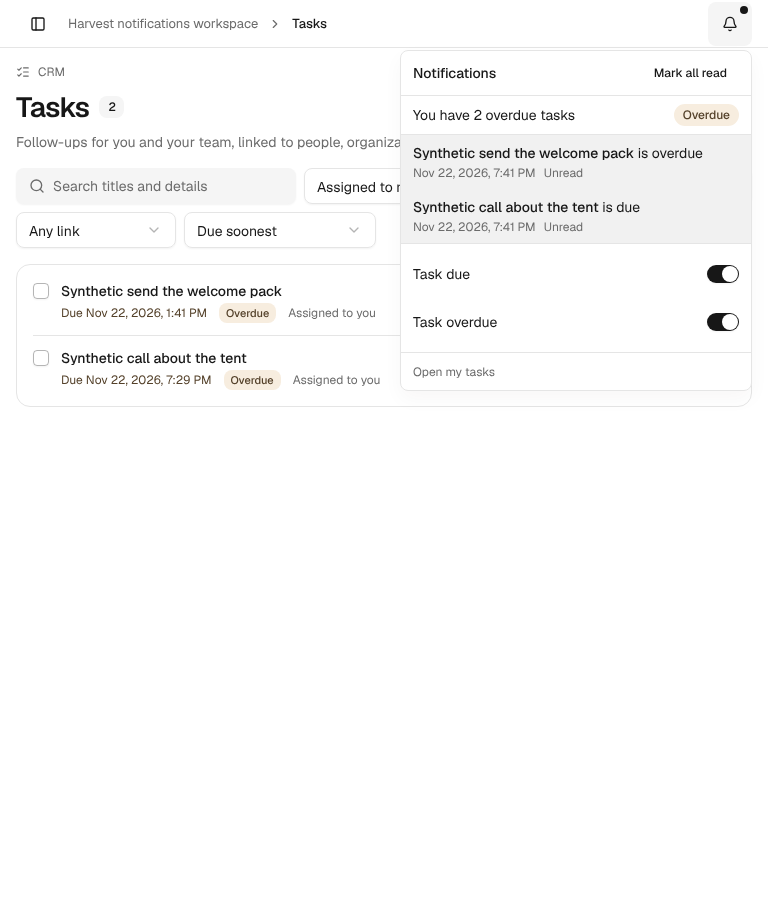 Harvest notifications workspace > Tasks
CRM
Tasks 2
Follow-ups for you and your team, linked to people,
Search titles and details
Assigned to
Any link
Due soonest
Synthetic send the welcome pack
Due Nov 22, 2026, 1:41 PM Overdue Assigned to you
Synthetic call about the tent
Due Nov 22, 2026, 7:29 PM Overdue Assigned to you
Notifications Mark all read
You have 2 overdue tasks Overdue
Synthetic send the welcome pack is overdue
Nov 22, 2026, 7:41 PM Unread
Synthetic call about the tent is due
Nov 22, 2026, 7:41 PM Unread
Task due
Task overdue
Open my tasks